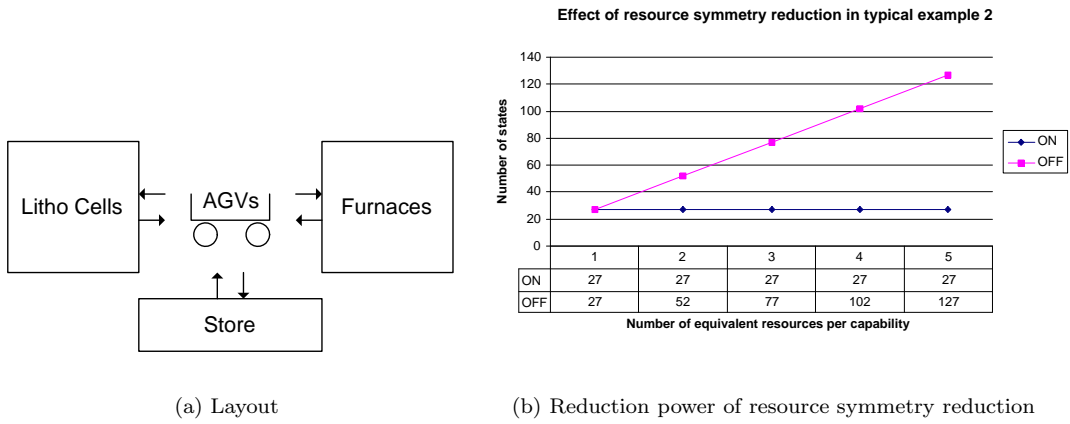 Effect of resource symmetry reduction in typical example 2
Litho Cells
AGVs
Furnaces
Store
Number of states
140
120
100
80
60
40
20
0
ON
OFF
1 2 3 4 5
ON 27 27 27 27 27
OFF 27 52 77 102 127
Number of equivalent resources per capability
(a) Layout
(b) Reduction power of resource symmetry reduction